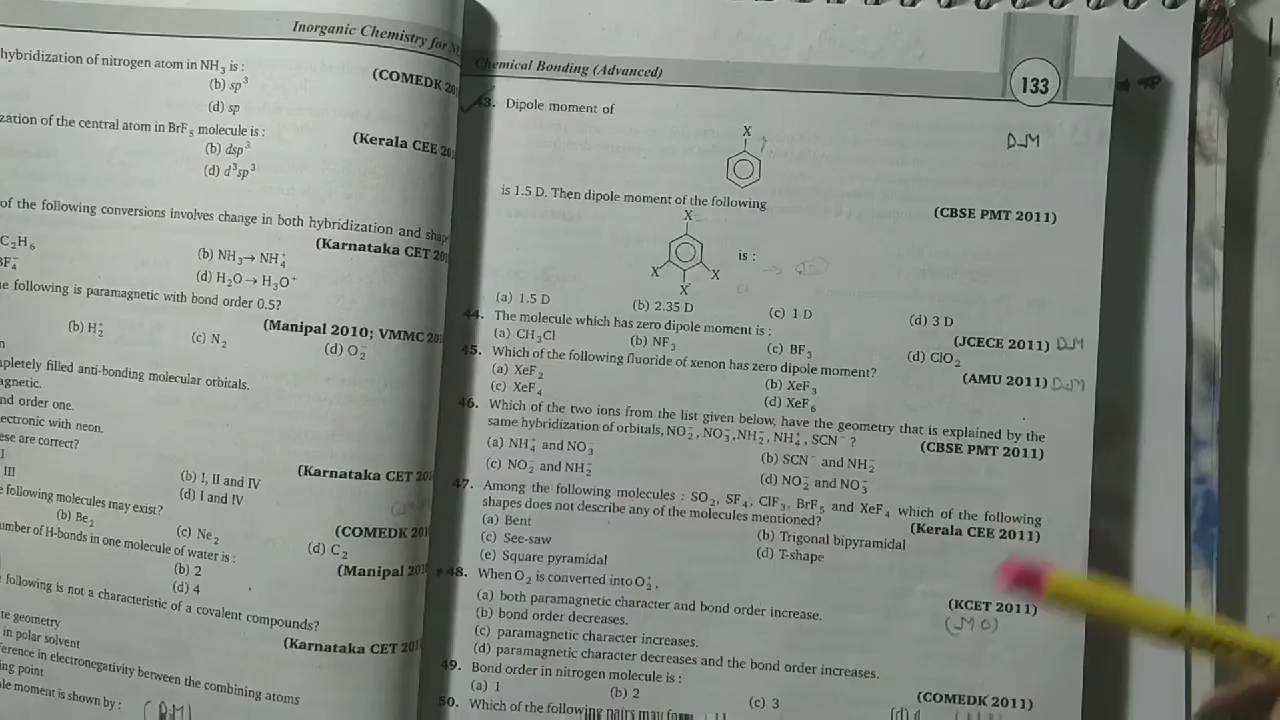 Inorganic Chemistry for
hybridization of nitrogen atom in NH₃ is :
(b) sp³
(COMEDK 20
(d) sp
zation of the central atom in BrF₅ molecule is :
(b) dsp³
(Kerala CEE 20
(d) d³sp³
of the following conversions involves change in both hybridization and shap
(Karnataka CET 20
C₂H₆
(b) NH₃→ NH₄⁺
BF₄⁻
(d) H₂O → H₃O⁺
e following is paramagnetic with bond order 0.5?
(Manipal 2010; VMMC 20
(b) H₂⁺
(c) N₂
(d) O₂⁻
n
pletely filled anti-bonding molecular orbitals.
agnetic.
nd order one.
ectronic with neon.
ese are correct?
I
(Karnataka CET 20
III
(b) I, II and IV
(d) I and IV
e following molecules may exist?
(COMEDK 20
(b) Be₂
(c) Ne₂
(d) C₂
umber of H-bonds in one molecule of water is :
(Manipal 20
(b) 2
(d) 4
following is not a characteristic of a covalent compounds?
te geometry
(Karnataka CET 20
in polar solvent
ference in electronegativity between the combining atoms
ing point
le moment is shown by :
(DM)
Chemical Bonding (Advanced)
133
43. Dipole moment of
X
DM
is 1.5 D. Then dipole moment of the following
(CBSE PMT 2011)
X
is :
X X
X
(a) 1.5 D (b) 2.35 D (c) 1 D (d) 3 D
44. The molecule which has zero dipole moment is :
(JCECE 2011) DM
(a) CH₃Cl (b) NF₃ (c) BF₃ (d) ClO₂
45. Which of the following fluoride of xenon has zero dipole moment?
(AMU 2011) DM
(a) XeF₂ (b) XeF₃
(c) XeF₄ (d) XeF₆
46. Which of the two ions from the list given below, have the geometry that is explained by the
same hybridization of orbitals, NO₂⁻, NO₃⁻, NH₂⁻, NH₄⁺, SCN⁻ ?
(CBSE PMT 2011)
(a) NH₄⁺ and NO₃⁻ (b) SCN⁻ and NH₂⁻
(c) NO₂⁻ and NH₂⁻ (d) NO₂⁻ and NO₃⁻
47. Among the following molecules : SO₂, SF₄, ClF₃, BrF₅ and XeF₄ which of the following
shapes does not describe any of the molecules mentioned?
(Kerala CEE 2011)
(a) Bent (b) Trigonal bipyramidal
(c) See-saw (d) T-shape
(e) Square pyramidal
48. When O₂ is converted into O₂⁺,
(KCET 2011)
(a) both paramagnetic character and bond order increase.
(MO)
(b) bond order decreases.
(c) paramagnetic character increases.
(d) paramagnetic character decreases and the bond order increases.
49. Bond order in nitrogen molecule is :
(COMEDK 2011)
(a) 1 (b) 2 (c) 3
50. Which of the following pairs may